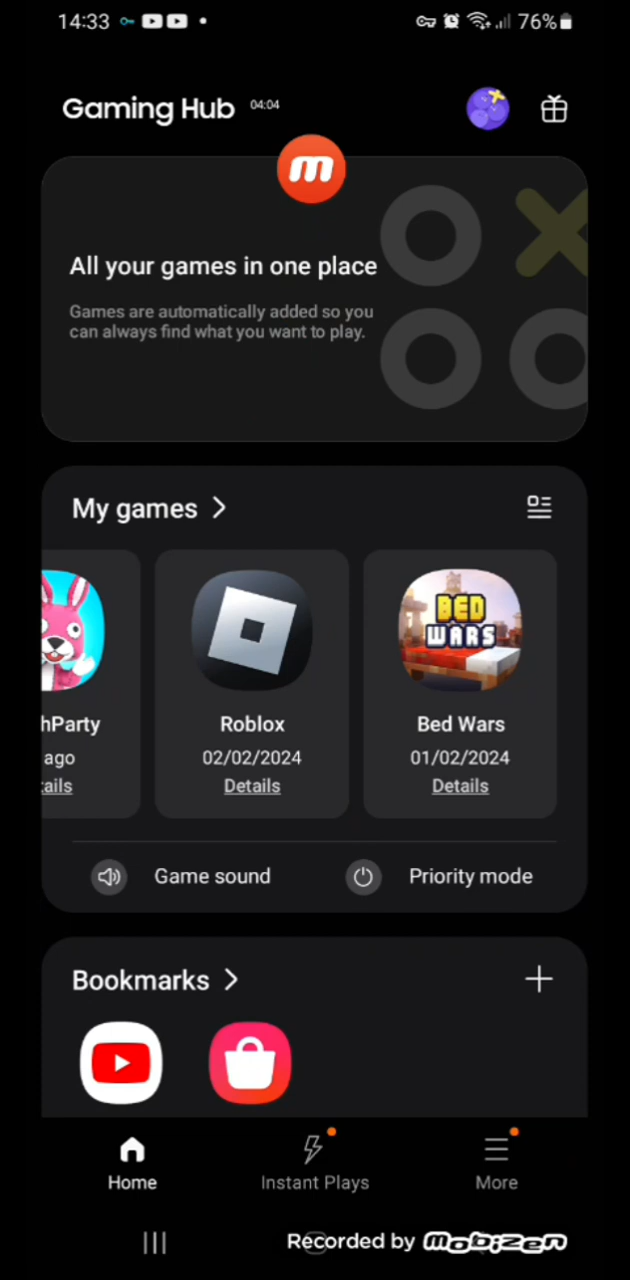 14:33
76%
Gaming Hub 04:04
m
All your games in one place
Games are automatically added so you
can always find what you want to play.
My games
BED
WARS
hParty
Roblox
Bed Wars
ago
02/02/2024
01/02/2024
ails
Details
Details
Game sound
Priority mode
Bookmarks
Home
Instant Plays
More
Recorded by mobizen